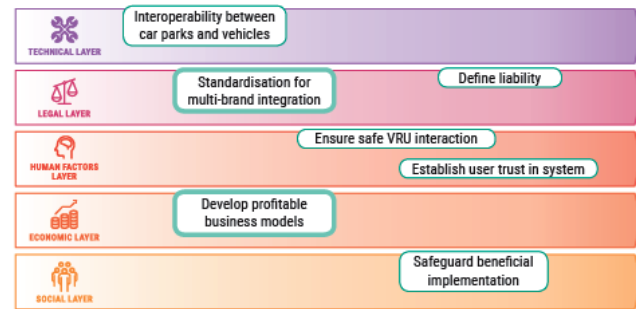 Interoperability between
car parks and vehicles
TECHNICAL LAYER
Standardisation for
multi-brand integration
Define liability
LEGAL LAYER
Ensure safe VRU interaction
Establish user trust in system
HUMAN FACTORS
LAYER
Develop profitable
business models
ECONOMIC LAYER
Safeguard beneficial
implementation
SOCIAL LAYER